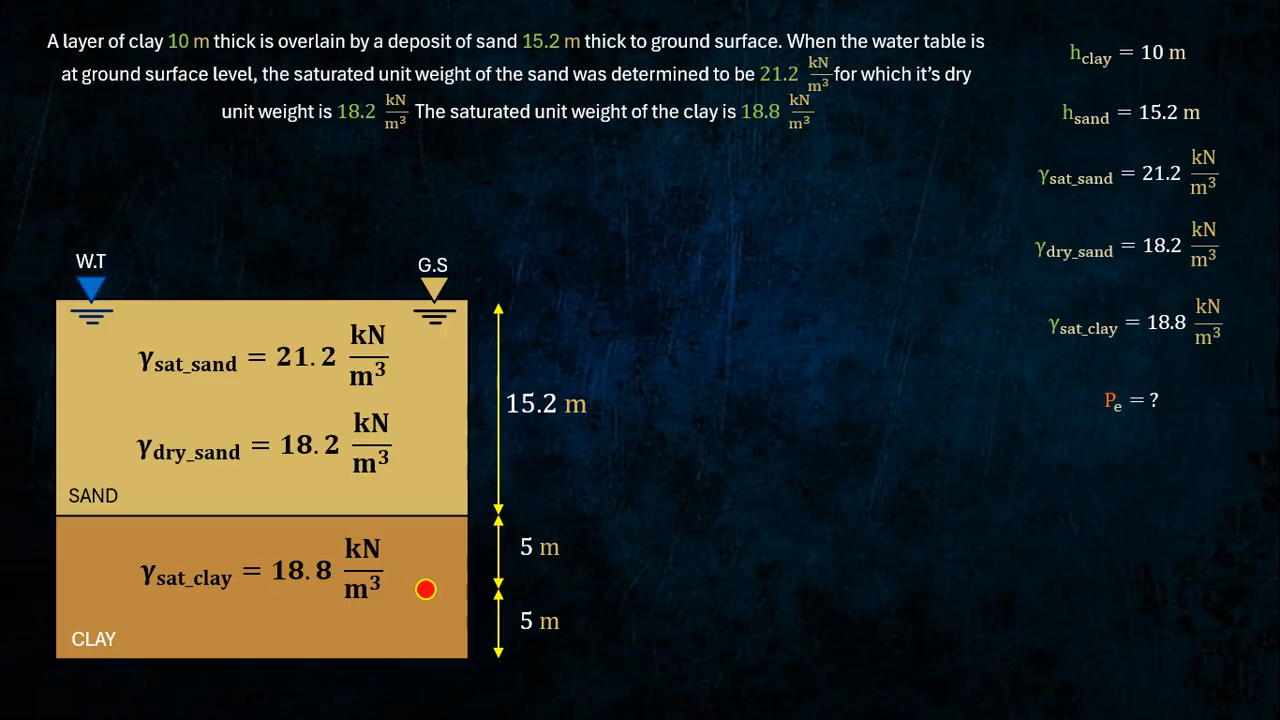 A layer of clay 10 m thick is overlain by a deposit of sand 15.2 m thick to ground surface. When the water table is
at ground surface level, the saturated unit weight of the sand was determined to be 21.2 kN/m³ for which it's dry
unit weight is 18.2 kN/m³ The saturated unit weight of the clay is 18.8 kN/m³
h_clay = 10 m
h_sand = 15.2 m
γ_sat_sand = 21.2 kN/m³
γ_dry_sand = 18.2 kN/m³
γ_sat_clay = 18.8 kN/m³
P_e = ?
W.T
G.S
γ_sat_sand = 21.2 kN/m³
γ_dry_sand = 18.2 kN/m³
SAND
15.2 m
γ_sat_clay = 18.8 kN/m³
CLAY
5 m
5 m